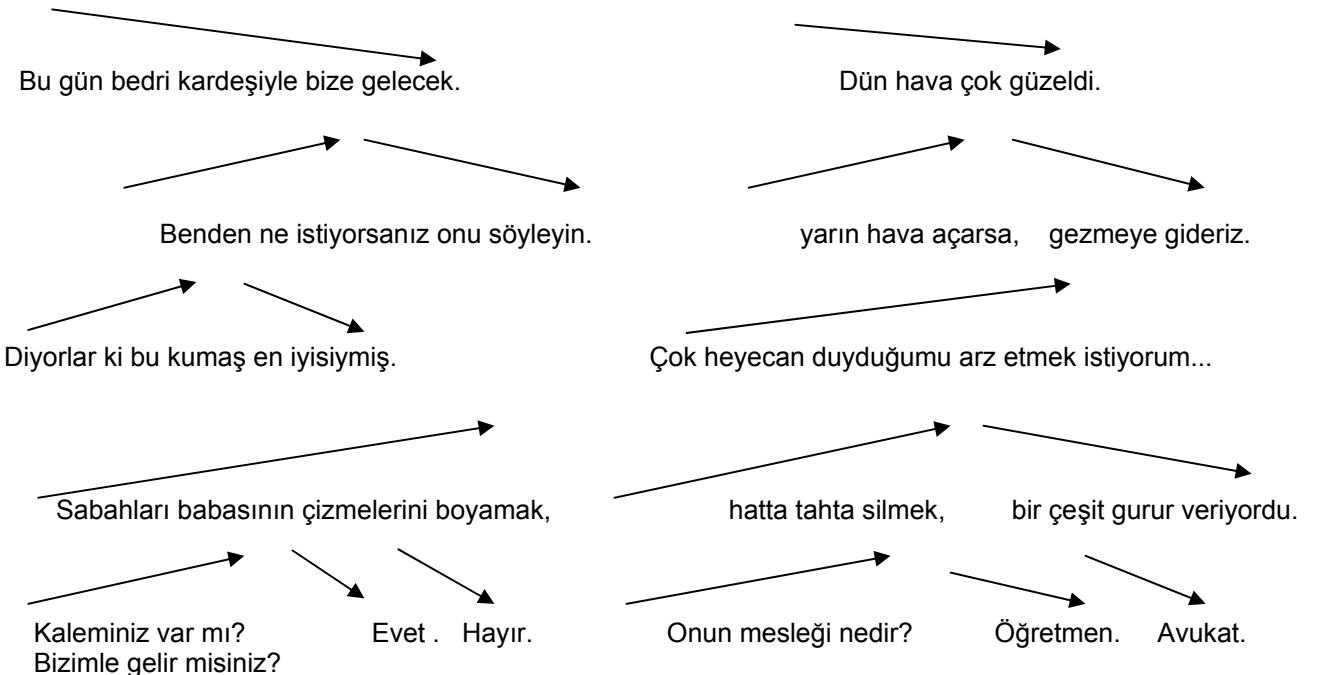 Bu gün bedri kardeşiyle bize gelecek. Dün hava çok güzeldi.
Benden ne istiyorsanız onu söyleyin. yarın hava açarsa, gezmeye gideriz.
Diyorlar ki bu kumaş en iyisiymiş. Çok heyecan duyduğumu arz etmek istiyorum...
Sabahları babasının çizmelerini boyamak, hatta tahta silmek, bir çeşit gurur veriyordu.
Kaleminiz var mı? Evet . Hayır. Onun mesleği nedir? Öğretmen. Avukat.
Bizimle gelir misiniz?